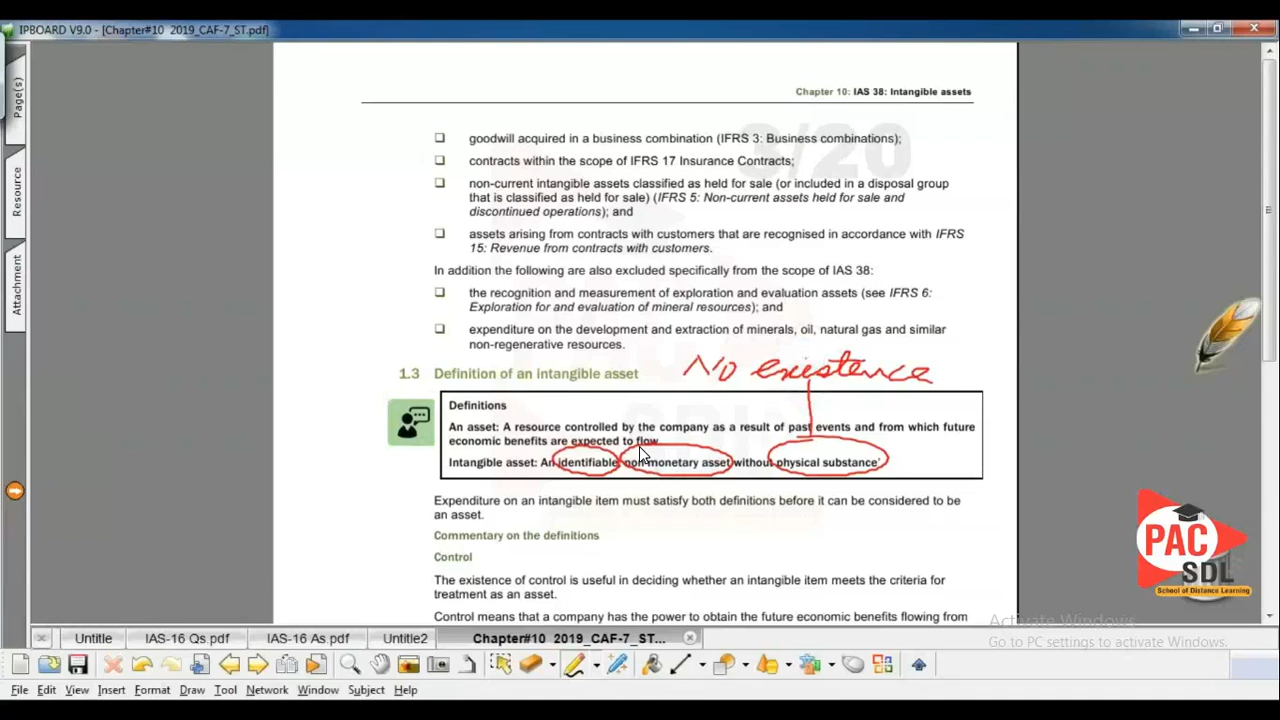 IPBOARD V9.0 - [Chapter#10 2019_CAF-7_ST.pdf]
Page(s)
Resource
Attachment
Chapter 10: IAS 38: Intangible assets
3/20
❑ goodwill acquired in a business combination (IFRS 3: Business combinations);
❑ contracts within the scope of IFRS 17 Insurance Contracts;
❑ non-current intangible assets classified as held for sale (or included in a disposal group
that is classified as held for sale) (IFRS 5: Non-current assets held for sale and
discontinued operations); and
❑ assets arising from contracts with customers that are recognised in accordance with IFRS
15: Revenue from contracts with customers.
In addition the following are also excluded specifically from the scope of IAS 38:
❑ the recognition and measurement of exploration and evaluation assets (see IFRS 6:
Exploration for and evaluation of mineral resources); and
❑ expenditure on the development and extraction of minerals, oil, natural gas and similar
non-regenerative resources.
No existence
1.3 Definition of an intangible asset
Definitions
An asset: A resource controlled by the company as a result of past events and from which future
economic benefits are expected to flow.
Intangible asset: An identifiable non-monetary asset without physical substance'
Expenditure on an intangible item must satisfy both definitions before it can be considered to be
an asset.
Commentary on the definitions
Control
The existence of control is useful in deciding whether an intangible item meets the criteria for
treatment as an asset.
Control means that a company has the power to obtain the future economic benefits flowing from
PAC
SDL
School of Distance Learning
Activate Windows
Go to PC settings to activate Windows.
Untitle IAS-16 Qs.pdf IAS-16 As pdf Untitle2 Chapter#10 2019_CAF-7_ST...
File Edit View Insert Format Draw Tool Network Window Subject Help